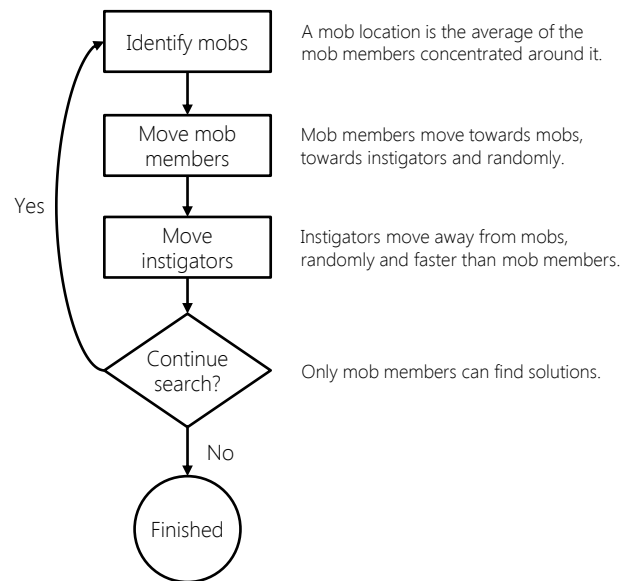 Identify mobs
A mob location is the average of the
mob members concentrated around it.
Move mob
members
Mob members move towards mobs,
towards instigators and randomly.
Yes
Move
instigators
Instigators move away from mobs,
randomly and faster than mob members.
Continue
search?
Only mob members can find solutions.
No
Finished